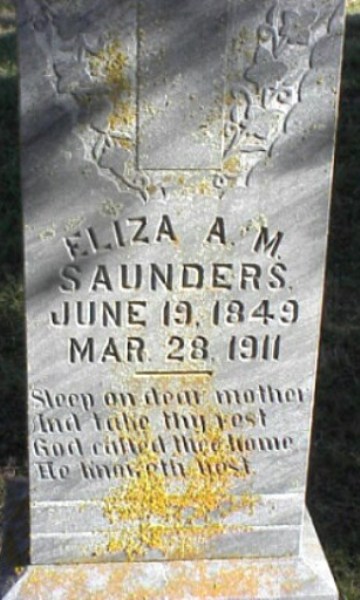 ELIZA A. M.
SAUNDERS.
JUNE 19, 1849
MAR. 28, 1911
Sleep on dear mother
And take thy rest
God called thee home
He knoweth best